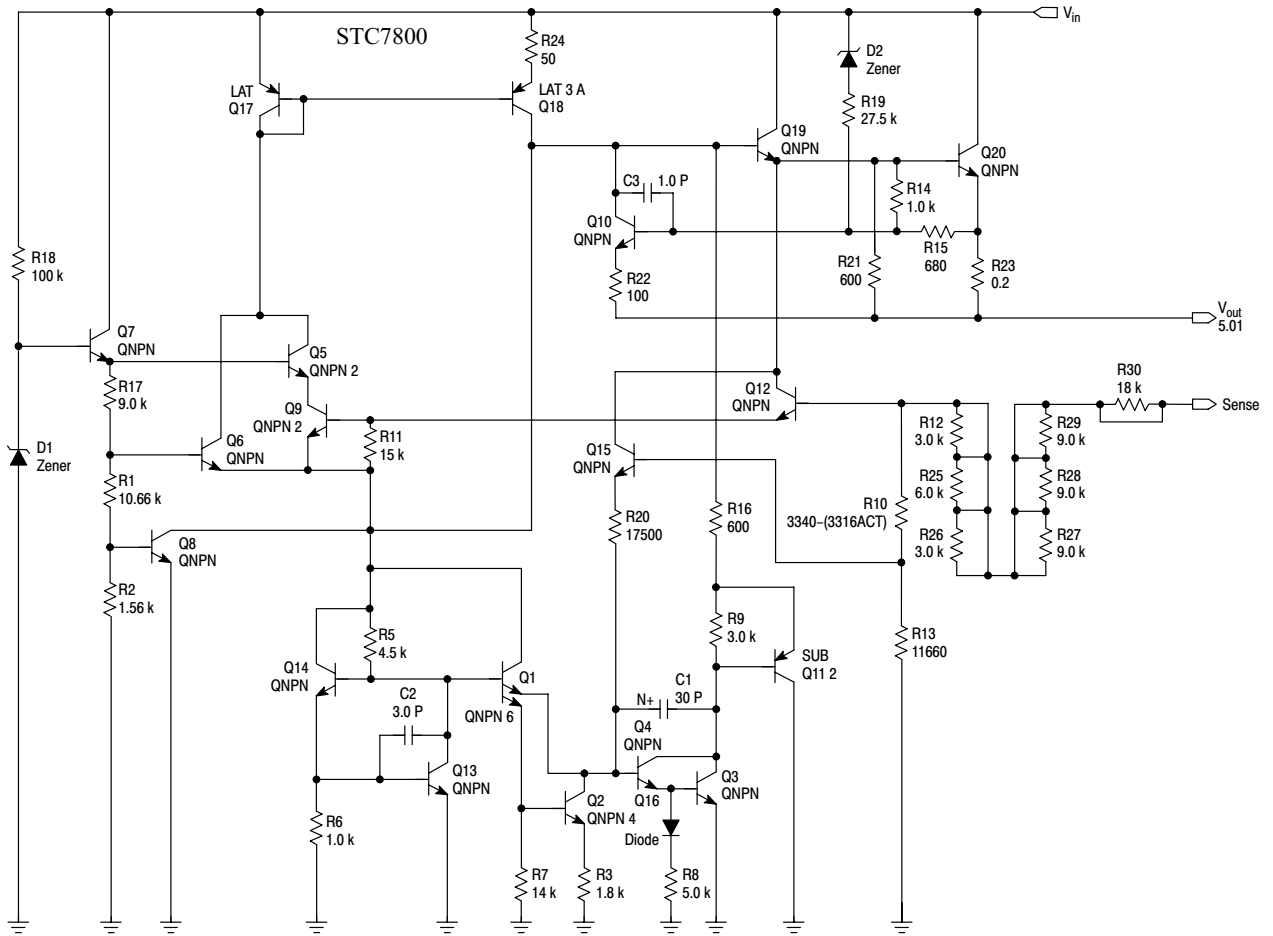 STC7800
Vin
R24
50
D2
Zener
LAT
Q17
LAT 3 A
Q18
R19
27.5 k
Q19
QNPN
Q20
QNPN
C3
1.0 P
R14
1.0 k
Q10
QNPN
R15
680
R18
100 k
R21
600
R23
0.2
R22
100
Vout
5.01
Q7
QNPN
Q5
QNPN 2
R17
9.0 k
R30
18 k
Q12
QNPN
Sense
Q9
QNPN 2
R12
3.0 k
R29
9.0 k
R11
15 k
D1
Zener
Q6
QNPN
Q15
QNPN
R25
6.0 k
R28
9.0 k
R1
10.66 k
R10
3340–(3316ACT)
R16
600
R20
17500
R26
3.0 k
R27
9.0 k
Q8
QNPN
R2
1.56 k
R9
3.0 k
R5
4.5 k
R13
11660
SUB
Q11 2
Q14
QNPN
Q1
QNPN 6
C2
3.0 P
N+
C1
30 P
Q4
QNPN
Q13
QNPN
Q3
QNPN
Q16
Q2
QNPN 4
R6
1.0 k
Diode
R7
14 k
R3
1.8 k
R8
5.0 k